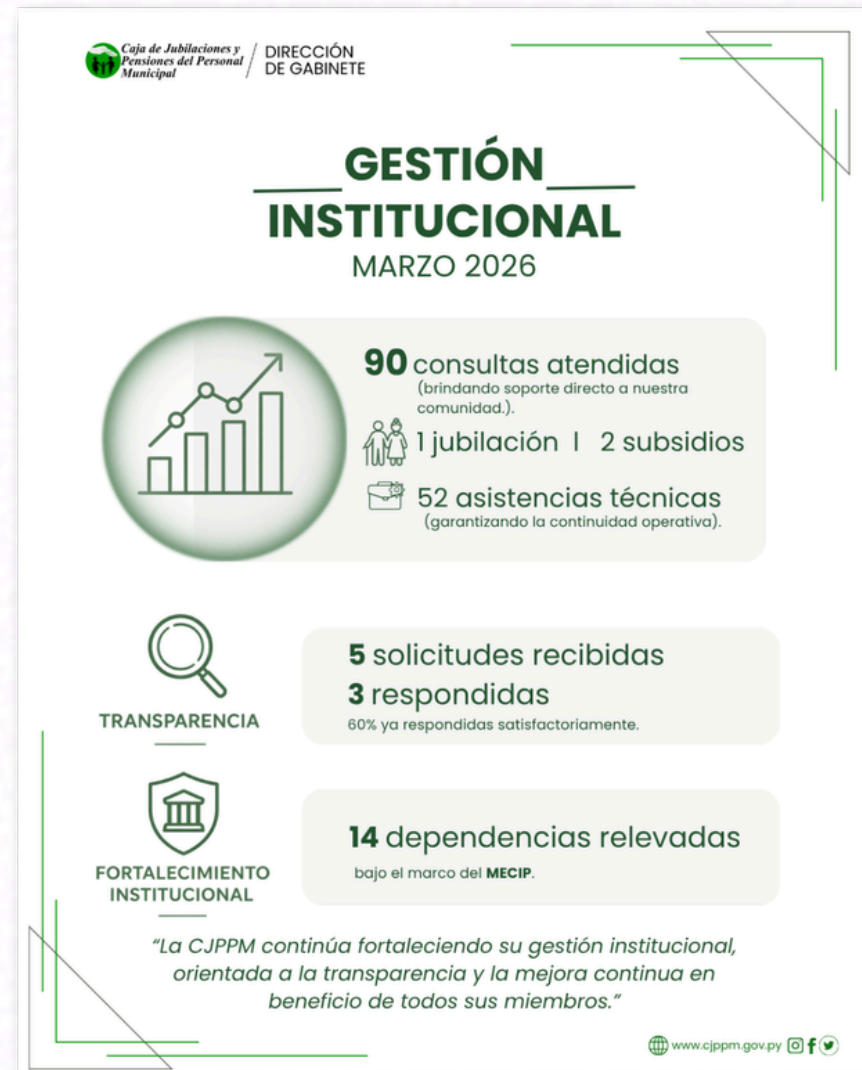 Caja de Jubilaciones y
Pensiones del Personal
Municipal
DIRECCIÓN
DE GABINETE
GESTIÓN
INSTITUCIONAL
MARZO 2026
90 consultas atendidas
(brindando soporte directo a nuestra
comunidad.).
1 jubilación I 2 subsidios
52 asistencias técnicas
(garantizando la continuidad operativa).
TRANSPARENCIA
5 solicitudes recibidas
3 respondidas
60% ya respondidas satisfactoriamente.
FORTALECIMIENTO
INSTITUCIONAL
14 dependencias relevadas
bajo el marco del MECIP.
“La CJPPM continúa fortaleciendo su gestión institucional,
orientada a la transparencia y la mejora continua en
beneficio de todos sus miembros.”
www.cjppm.gov.py